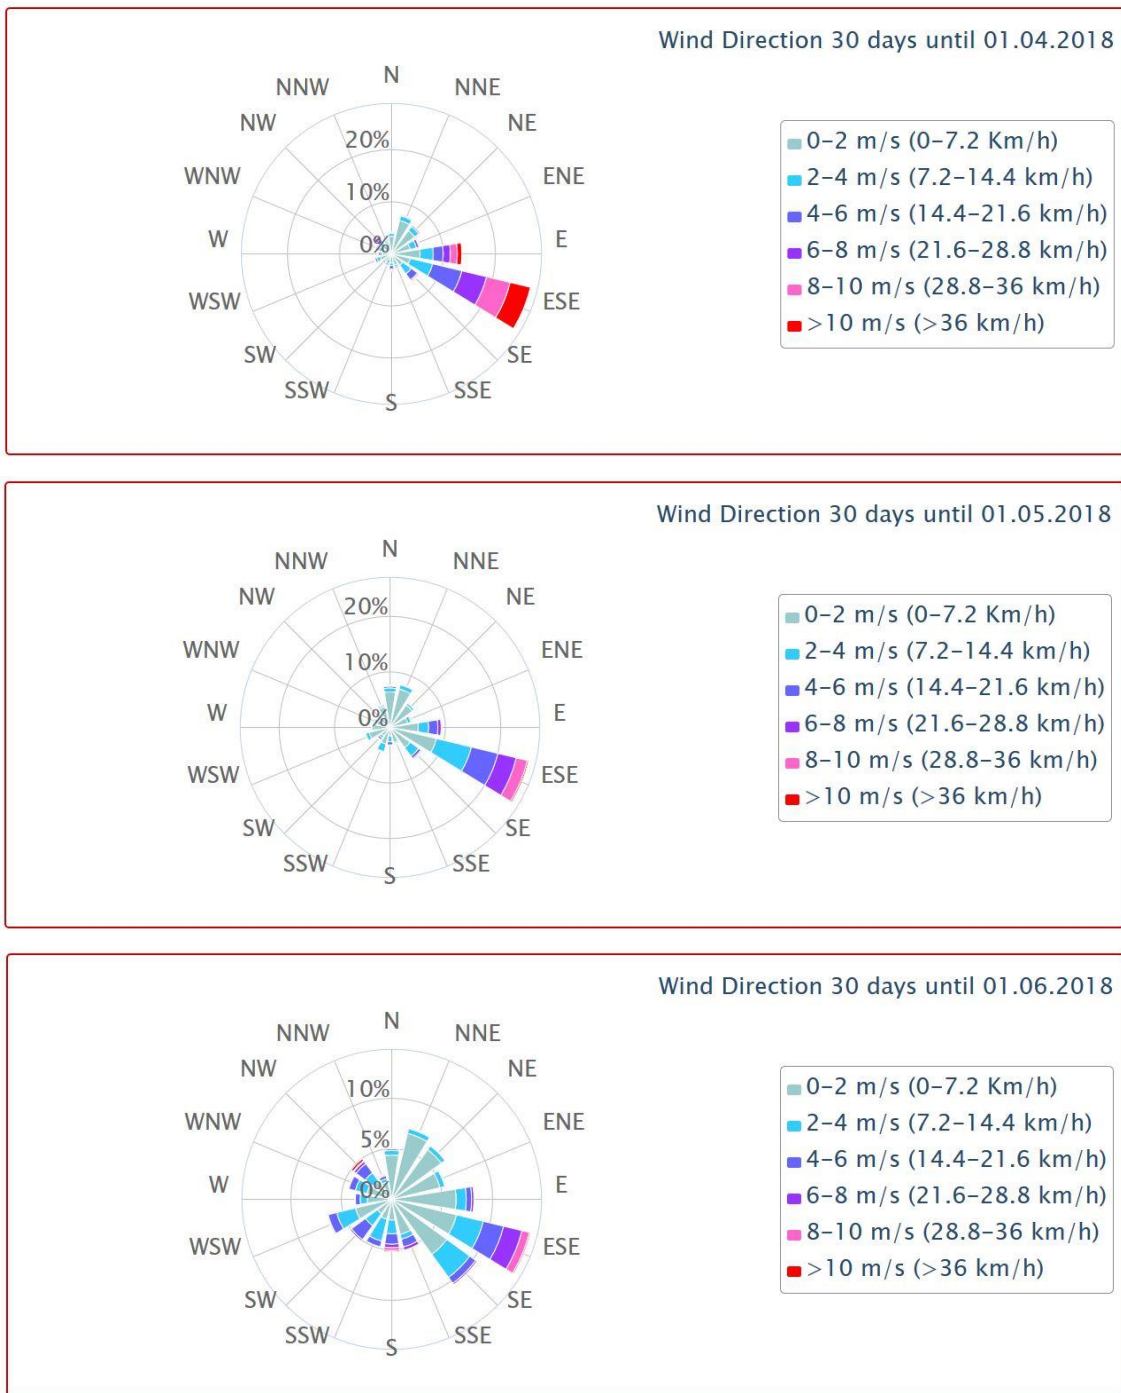 Wind Direction 30 days until 01.04.2018
N
NNW
NNE
NW
NE
20%
WNW
ENE
10%
W
0%
E
WSW
ESE
SW
SE
SSW
SSE
S
0-2 m/s (0-7.2 Km/h)
2-4 m/s (7.2-14.4 km/h)
4-6 m/s (14.4-21.6 km/h)
6-8 m/s (21.6-28.8 km/h)
8-10 m/s (28.8-36 km/h)
>10 m/s (>36 km/h)
Wind Direction 30 days until 01.05.2018
N
NNW
NNE
NW
NE
20%
WNW
ENE
10%
W
0%
E
WSW
ESE
SW
SE
SSW
SSE
S
0-2 m/s (0-7.2 Km/h)
2-4 m/s (7.2-14.4 km/h)
4-6 m/s (14.4-21.6 km/h)
6-8 m/s (21.6-28.8 km/h)
8-10 m/s (28.8-36 km/h)
>10 m/s (>36 km/h)
Wind Direction 30 days until 01.06.2018
N
NNW
NNE
NW
NE
10%
WNW
ENE
5%
W
0%
E
WSW
ESE
SW
SE
SSW
SSE
S
0-2 m/s (0-7.2 Km/h)
2-4 m/s (7.2-14.4 km/h)
4-6 m/s (14.4-21.6 km/h)
6-8 m/s (21.6-28.8 km/h)
8-10 m/s (28.8-36 km/h)
>10 m/s (>36 km/h)